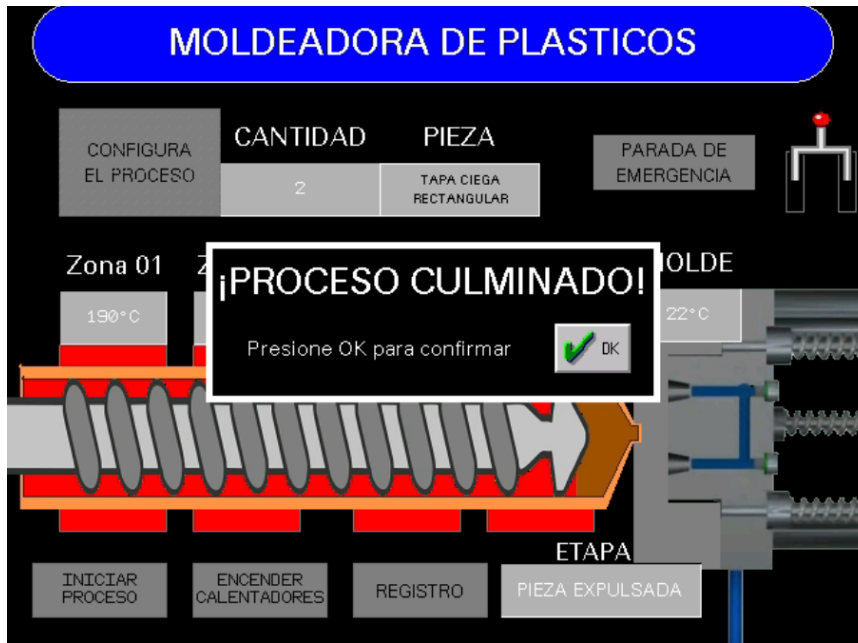 MOLDEADORA DE PLASTICOS
CONFIGURA
EL PROCESO
CANTIDAD
2
PIEZA
TAPA CIEGA
RECTANGULAR
PARADA DE
EMERGENCIA
Zona 01
190°C
¡PROCESO CULMINADO!
Presione OK para confirmar
OK
22°C
INICIAR
PROCESO
ENCENDER
CALENTADORES
REGISTRO
ETAPA
PIEZA EXPULSADA